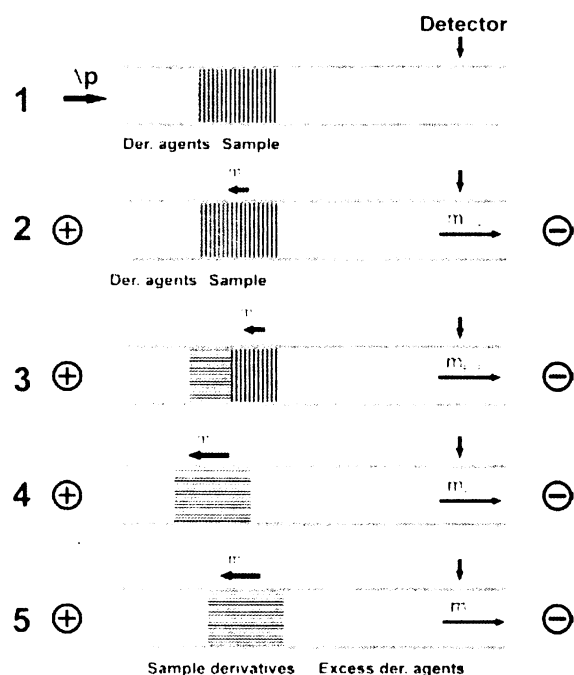 Detector
1 \p
Der. agents Sample
m
2 + m −
Der. agents Sample
m
3 + m −
m
4 + m −
m
5 + m −
Sample derivatives Excess der. agents